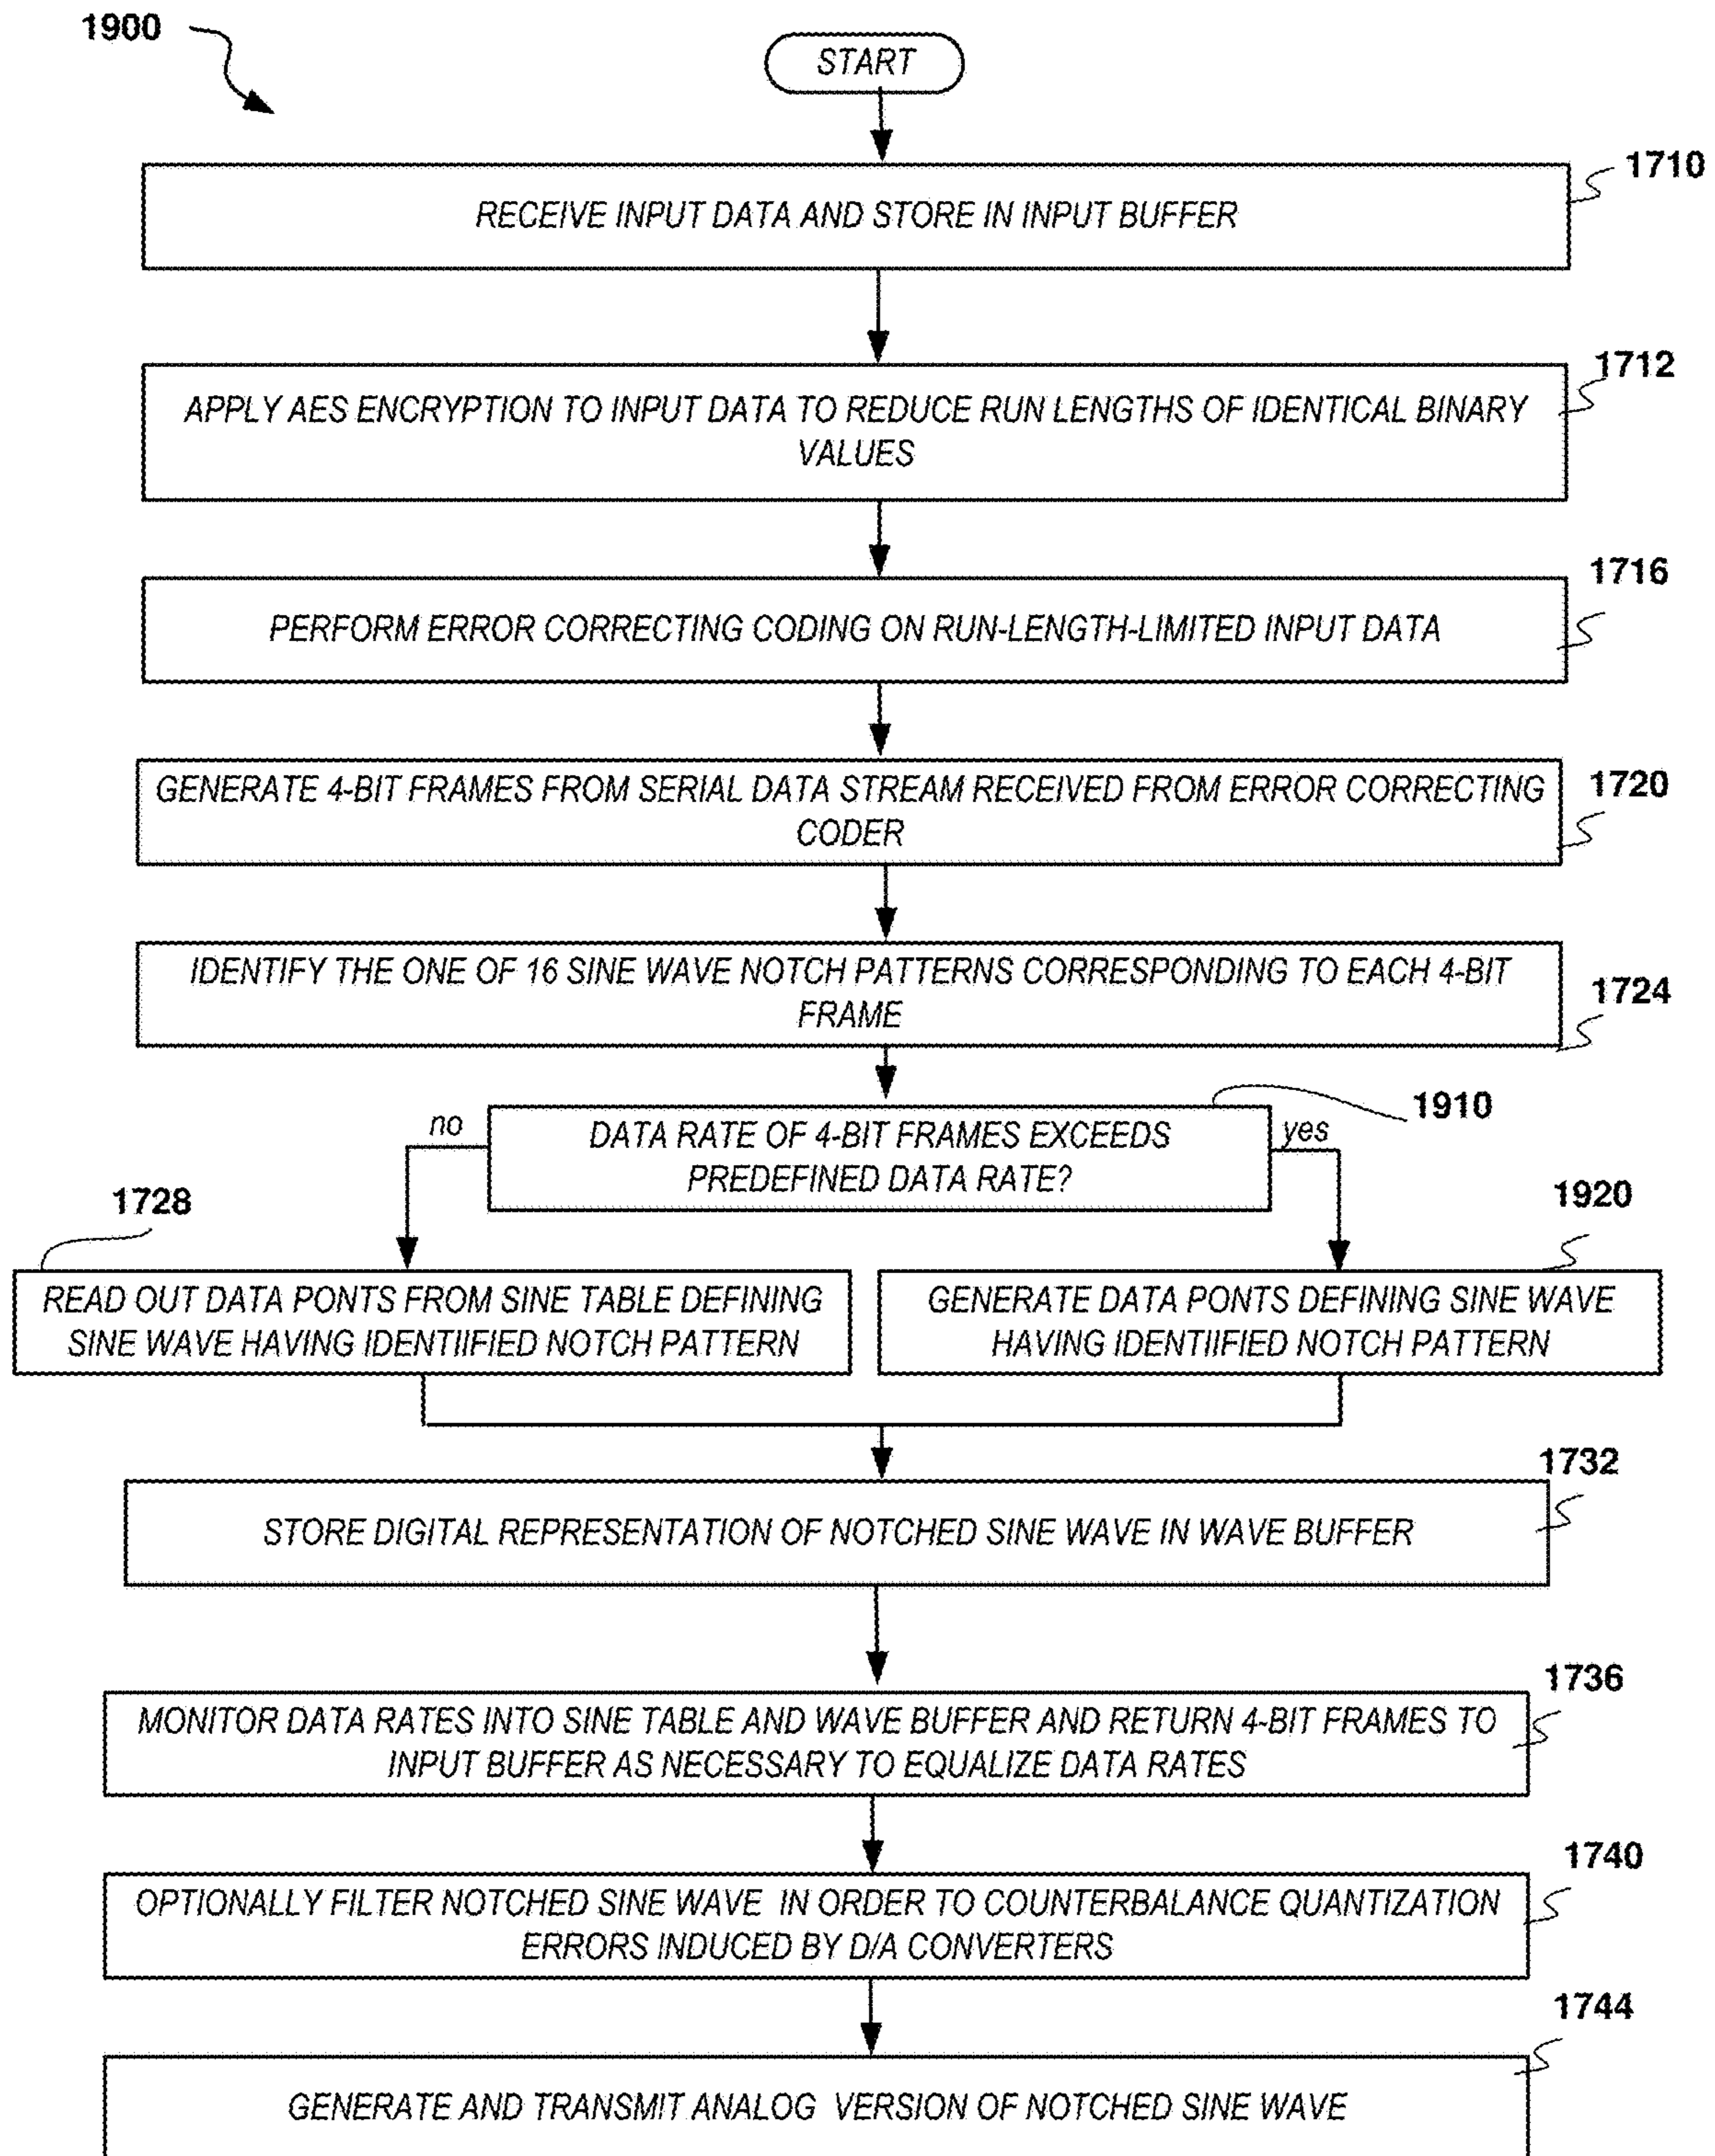 1900
START
1710
RECEIVE INPUT DATA AND STORE IN INPUT BUFFER
1712
APPLY AES ENCRYPTION TO INPUT DATA TO REDUCE RUN LENGTHS OF IDENTICAL BINARY
VALUES
1716
PERFORM ERROR CORRECTING CODING ON RUN-LENGTH-LIMITED INPUT DATA
1720
GENERATE 4-BIT FRAMES FROM SERIAL DATA STREAM RECEIVED FROM ERROR CORRECTING
CODER
IDENTIFY THE ONE OF 16 SINE WAVE NOTCH PATTERNS CORRESPONDING TO EACH 4-BIT
FRAME
1724
1910
no
DATA RATE OF 4-BIT FRAMES EXCEEDS
PREDEFINED DATA RATE?
yes
1728
1920
READ OUT DATA PONTS FROM SINE TABLE DEFINING
SINE WAVE HAVING IDENTIIFIED NOTCH PATTERN
GENERATE DATA PONTS DEFINING SINE WAVE
HAVING IDENTIIFIED NOTCH PATTERN
1732
STORE DIGITAL REPRESENTATION OF NOTCHED SINE WAVE IN WAVE BUFFER
1736
MONITOR DATA RATES INTO SINE TABLE AND WAVE BUFFER AND RETURN 4-BIT FRAMES TO
INPUT BUFFER AS NECESSARY TO EQUALIZE DATA RATES
1740
OPTIONALLY FILTER NOTCHED SINE WAVE IN ORDER TO COUNTERBALANCE QUANTIZATION
ERRORS INDUCED BY D/A CONVERTERS
1744
GENERATE AND TRANSMIT ANALOG VERSION OF NOTCHED SINE WAVE